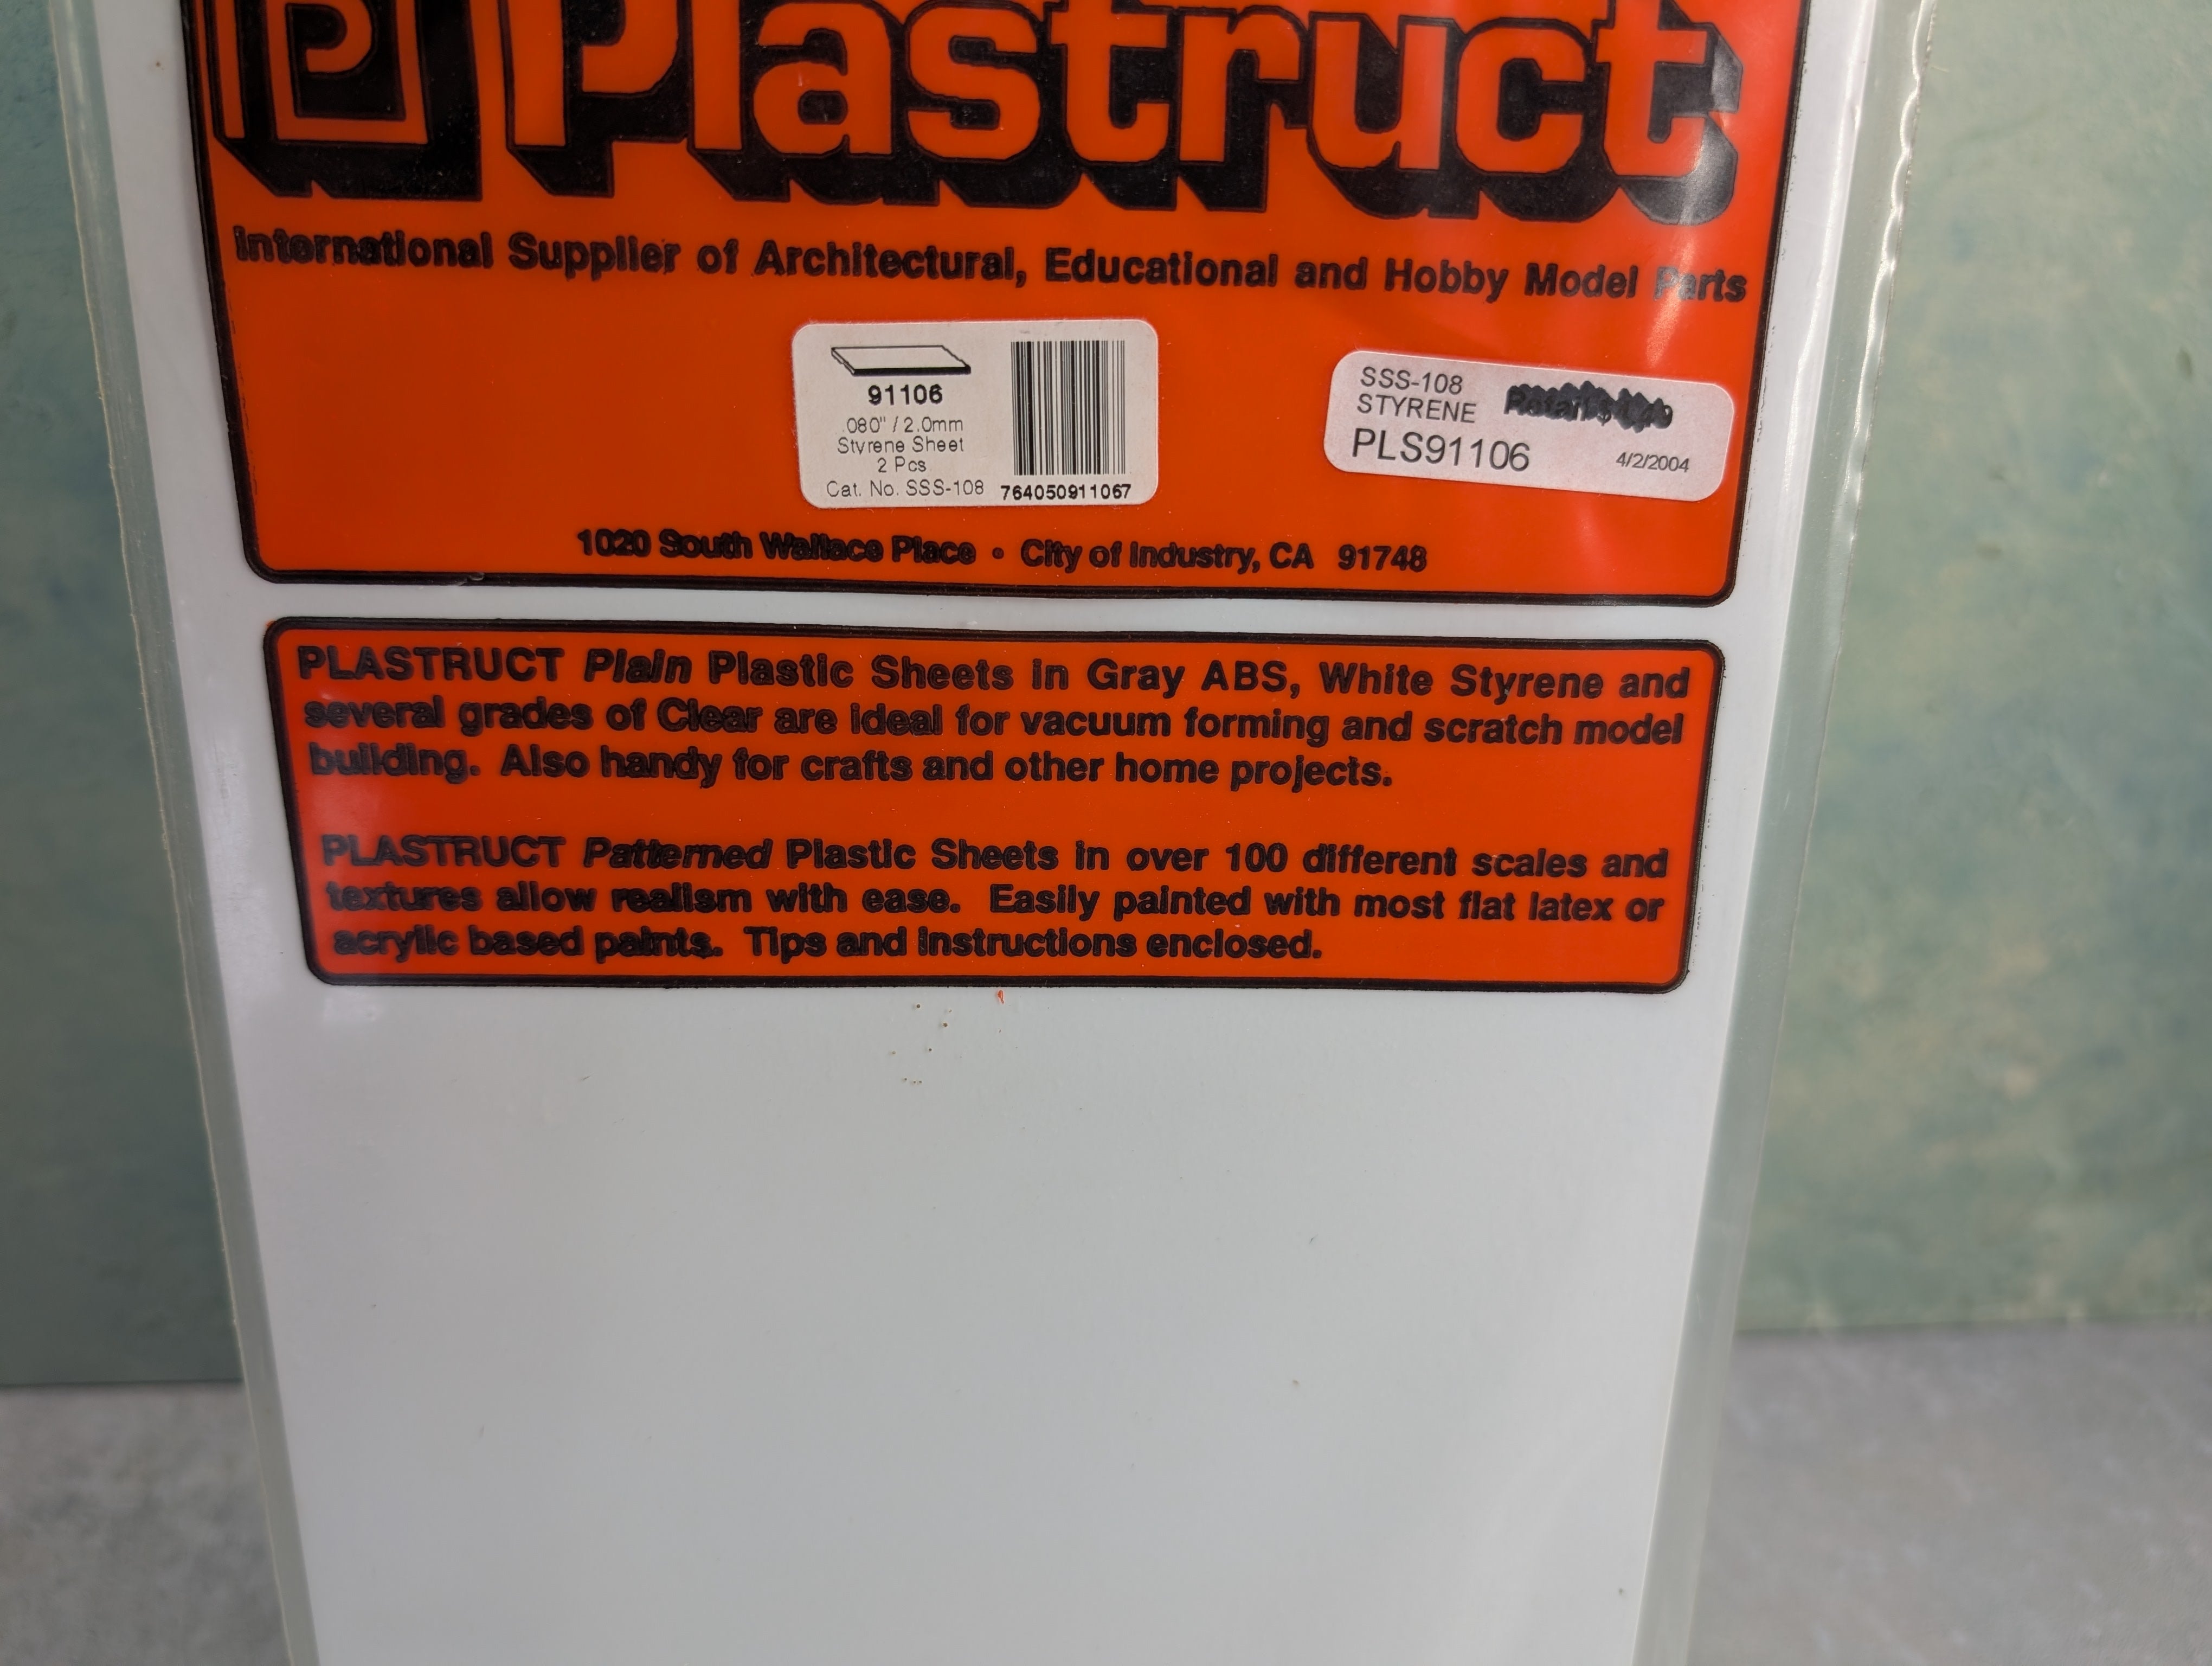 P Plastruct
International Supplier of Architectural, Educational and Hobby Model Parts
91106
.080" / 2.0mm
Styrene Sheet
2 Pcs
Cat. No. SSS-108
764050911067
SSS-108
STYRENE
PLS91106
4/2/2004
1020 South Wallace Place • City of Industry, CA 91748
PLASTRUCT Plain Plastic Sheets in Gray ABS, White Styrene and
several grades of Clear are ideal for vacuum forming and scratch model
building. Also handy for crafts and other home projects.
PLASTRUCT Patterned Plastic Sheets in over 100 different scales and
textures allow realism with ease. Easily painted with most flat latex or
acrylic based paints. Tips and instructions enclosed.